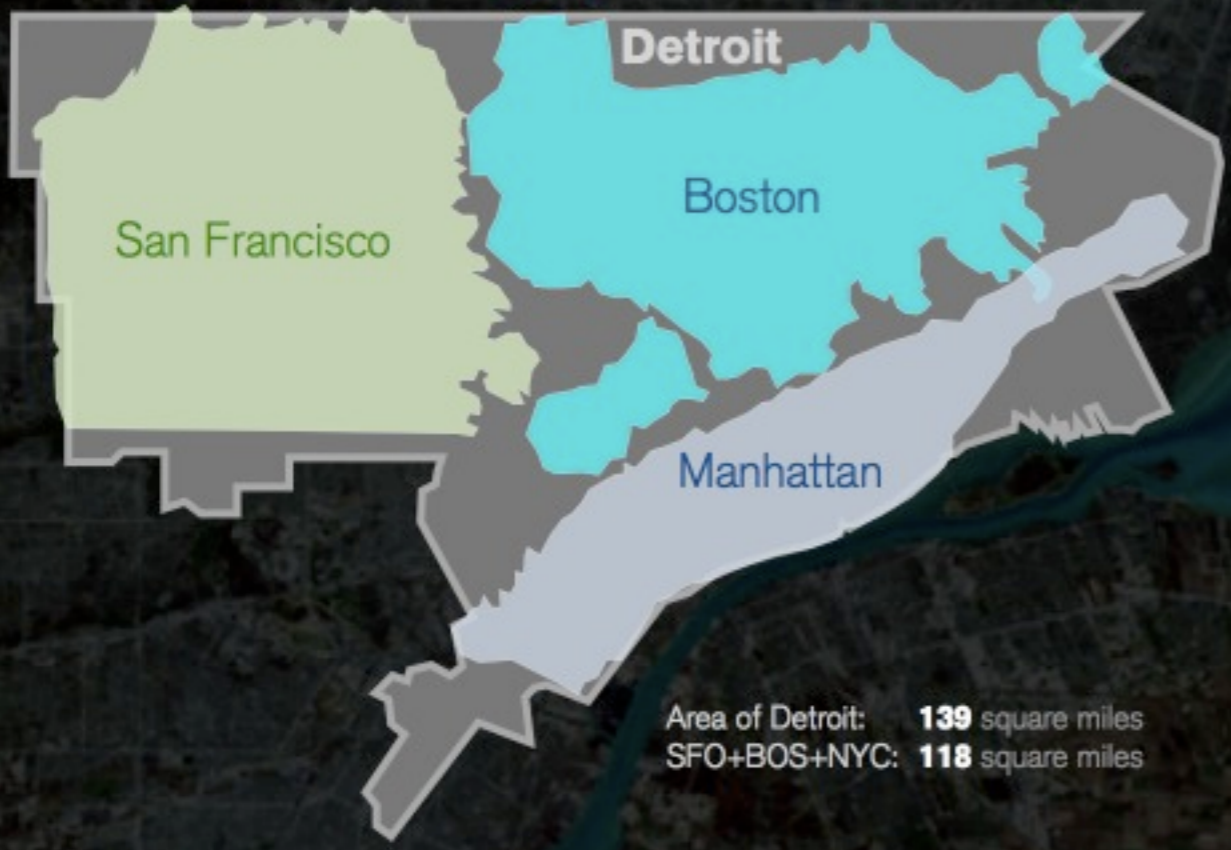 Detroit
Boston
San Francisco
Manhattan
Area of Detroit: 139 square miles
SFO+BOS+NYC: 118 square miles